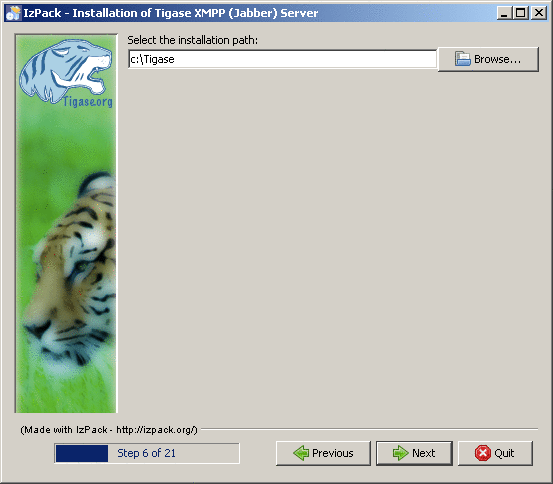 IzPack - Installation of Tigase XMPP (Jabber) Server
Tigase.org
Select the installation path:
c:\Tigase
Browse...
(Made with IzPack - http://izpack.org/)
Step 6 of 21
Previous
Next
Quit